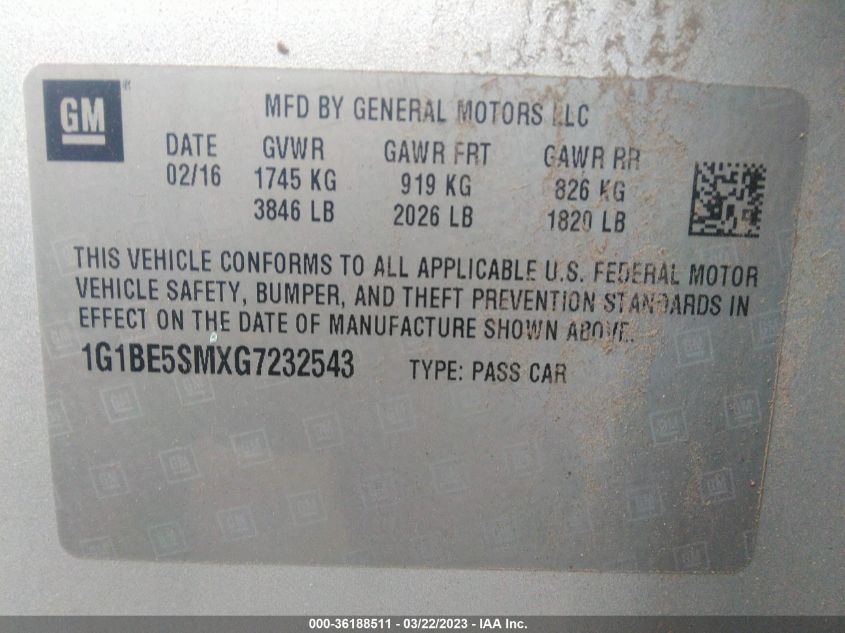 GM ®
MFD BY GENERAL MOTORS LLC
DATE GVWR GAWR FRT GAWR RR
02/16 1745 KG 919 KG 826 KG
3846 LB 2026 LB 1820 LB
THIS VEHICLE CONFORMS TO ALL APPLICABLE U.S. FEDERAL MOTOR
VEHICLE SAFETY, BUMPER, AND THEFT PREVENTION STANDARDS IN
EFFECT ON THE DATE OF MANUFACTURE SHOWN ABOVE.
1G1BE5SMXG7232543 TYPE: PASS CAR
000-36188511 - 03/22/2023 - IAA Inc.